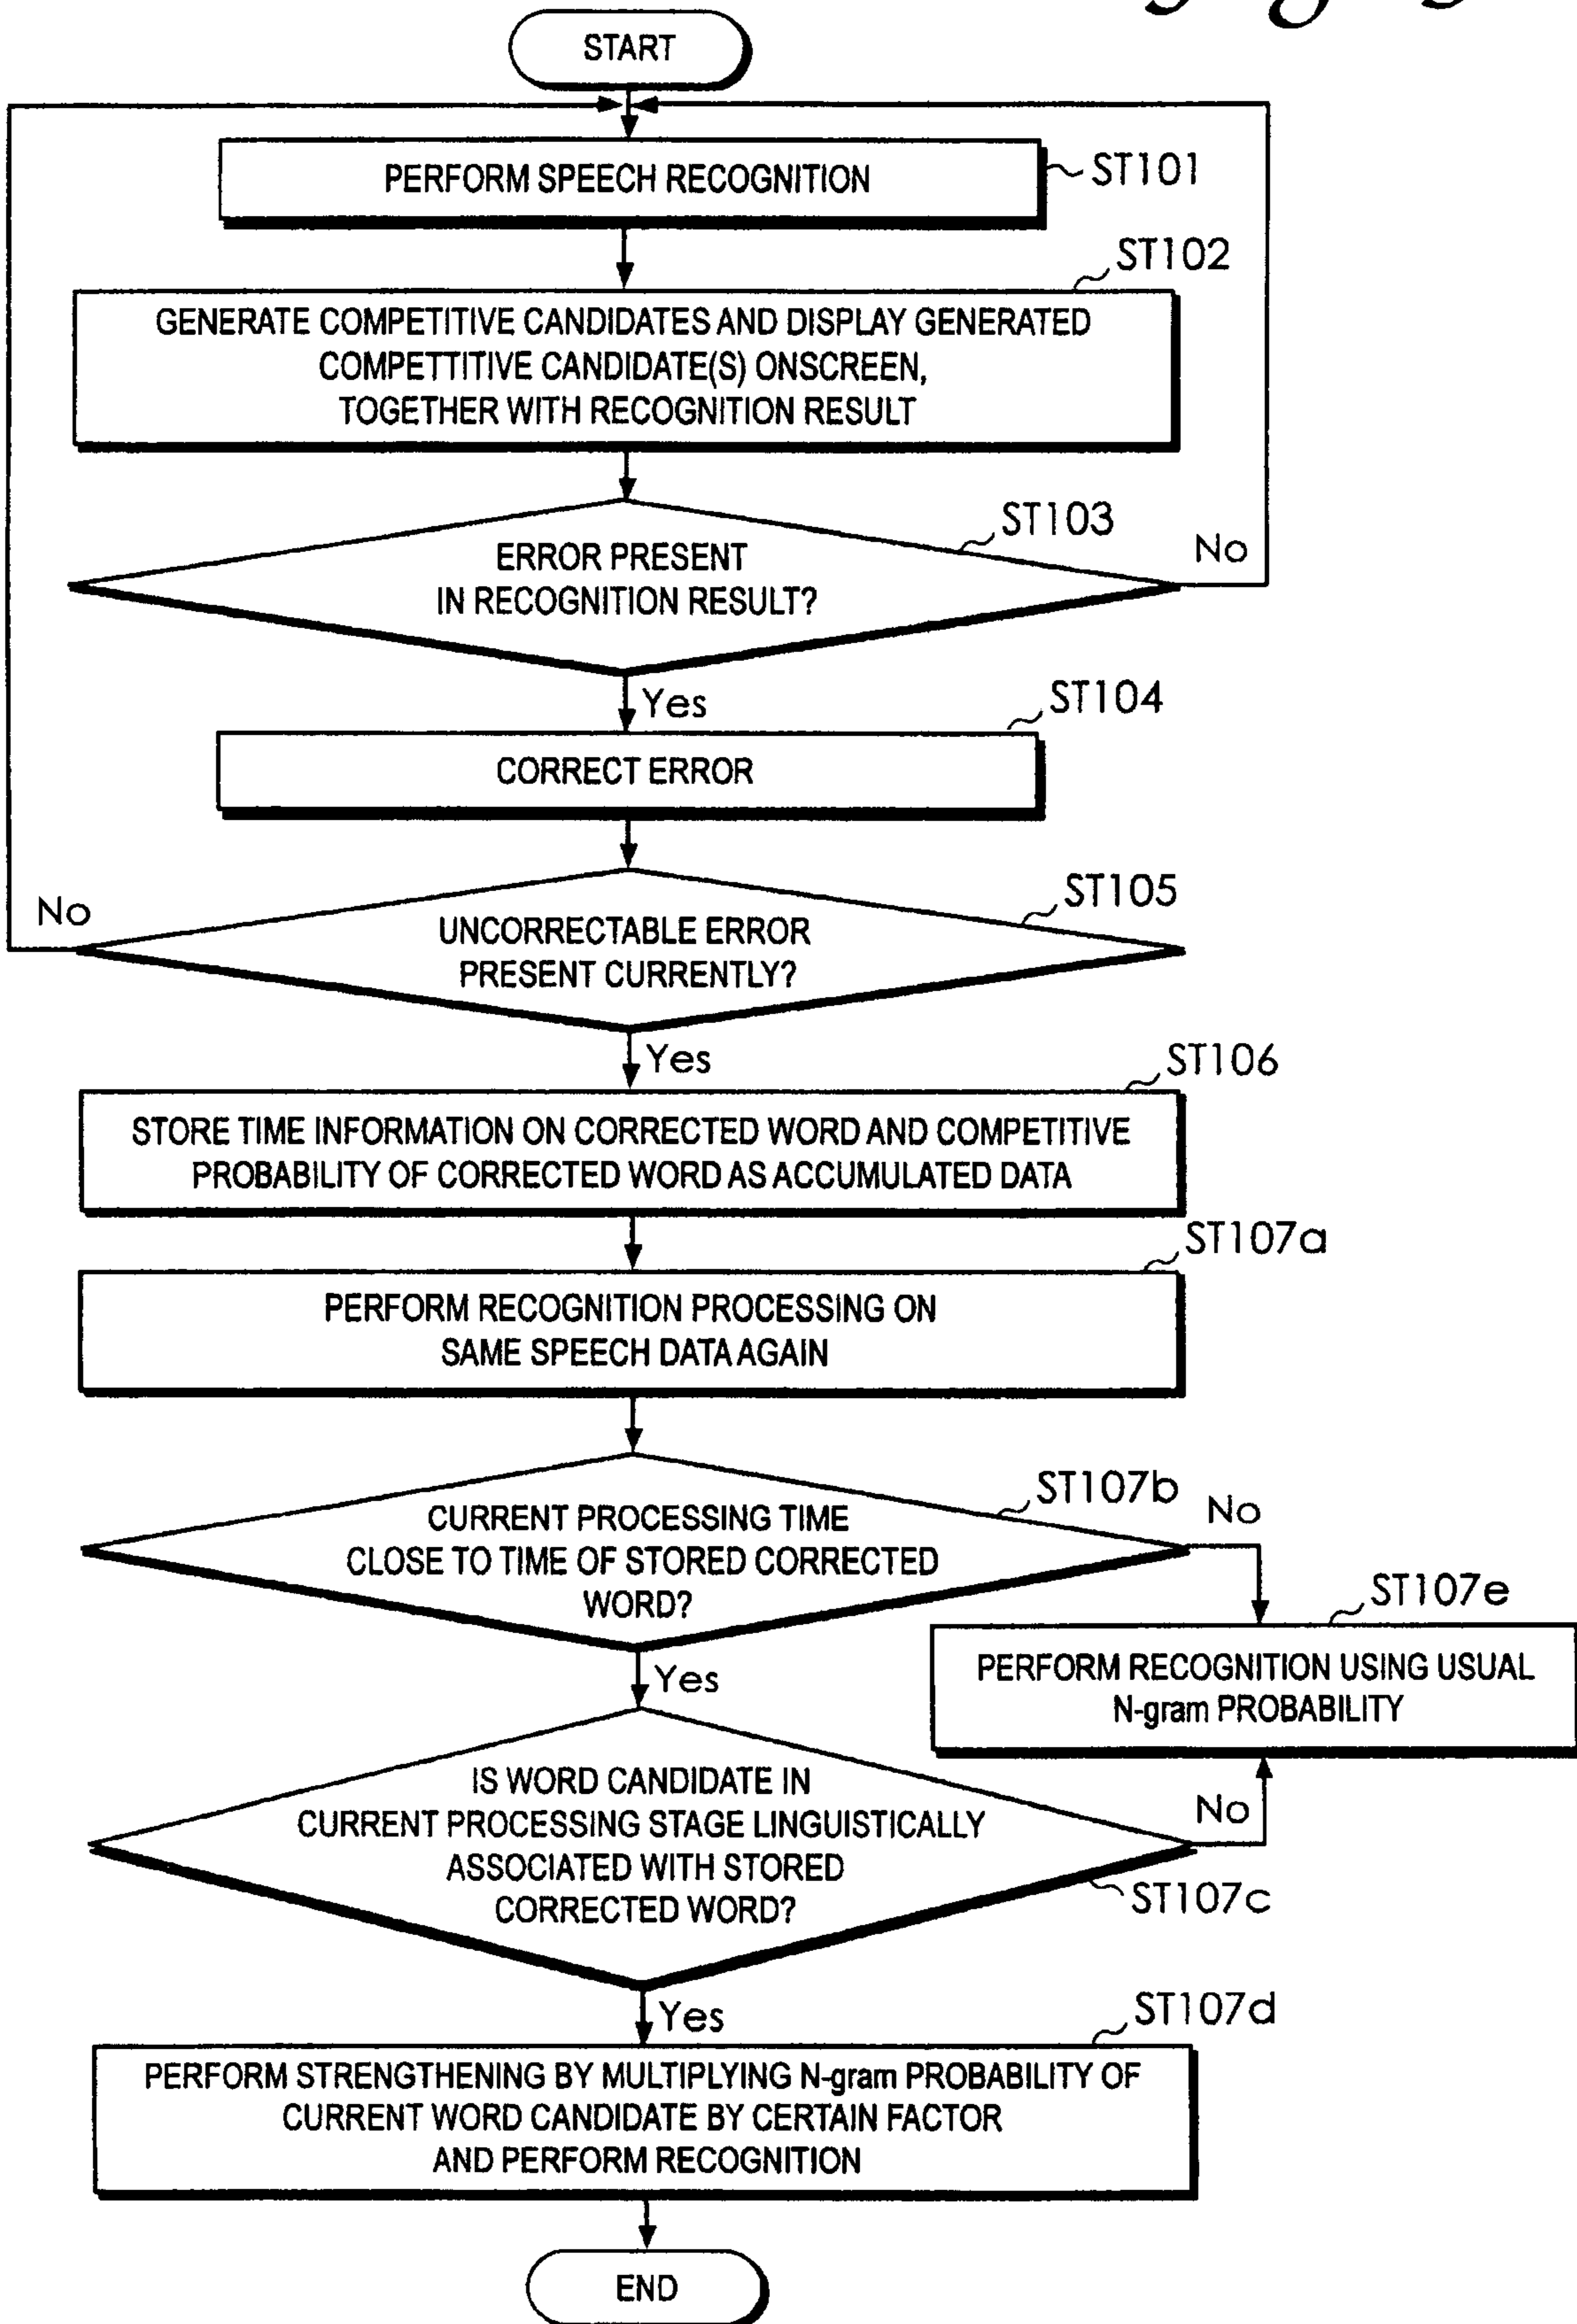 START
PERFORM SPEECH RECOGNITION
ST101
ST102
GENERATE COMPETITIVE CANDIDATES AND DISPLAY GENERATED
COMPETTITIVE CANDIDATE(S) ONSCREEN,
TOGETHER WITH RECOGNITION RESULT
ST103
No
ERROR PRESENT
IN RECOGNITION RESULT?
Yes
ST104
CORRECT ERROR
ST105
No
UNCORRECTABLE ERROR
PRESENT CURRENTLY?
Yes
ST106
STORE TIME INFORMATION ON CORRECTED WORD AND COMPETITIVE
PROBABILITY OF CORRECTED WORD AS ACCUMULATED DATA
ST107a
PERFORM RECOGNITION PROCESSING ON
SAME SPEECH DATA AGAIN
ST107b
No
CURRENT PROCESSING TIME
CLOSE TO TIME OF STORED CORRECTED
WORD?
ST107e
Yes
PERFORM RECOGNITION USING USUAL
N-gram PROBABILITY
IS WORD CANDIDATE IN
CURRENT PROCESSING STAGE LINGUISTICALLY
ASSOCIATED WITH STORED
CORRECTED WORD?
No
ST107c
Yes
ST107d
PERFORM STRENGTHENING BY MULTIPLYING N-gram PROBABILITY OF
CURRENT WORD CANDIDATE BY CERTAIN FACTOR
AND PERFORM RECOGNITION
END